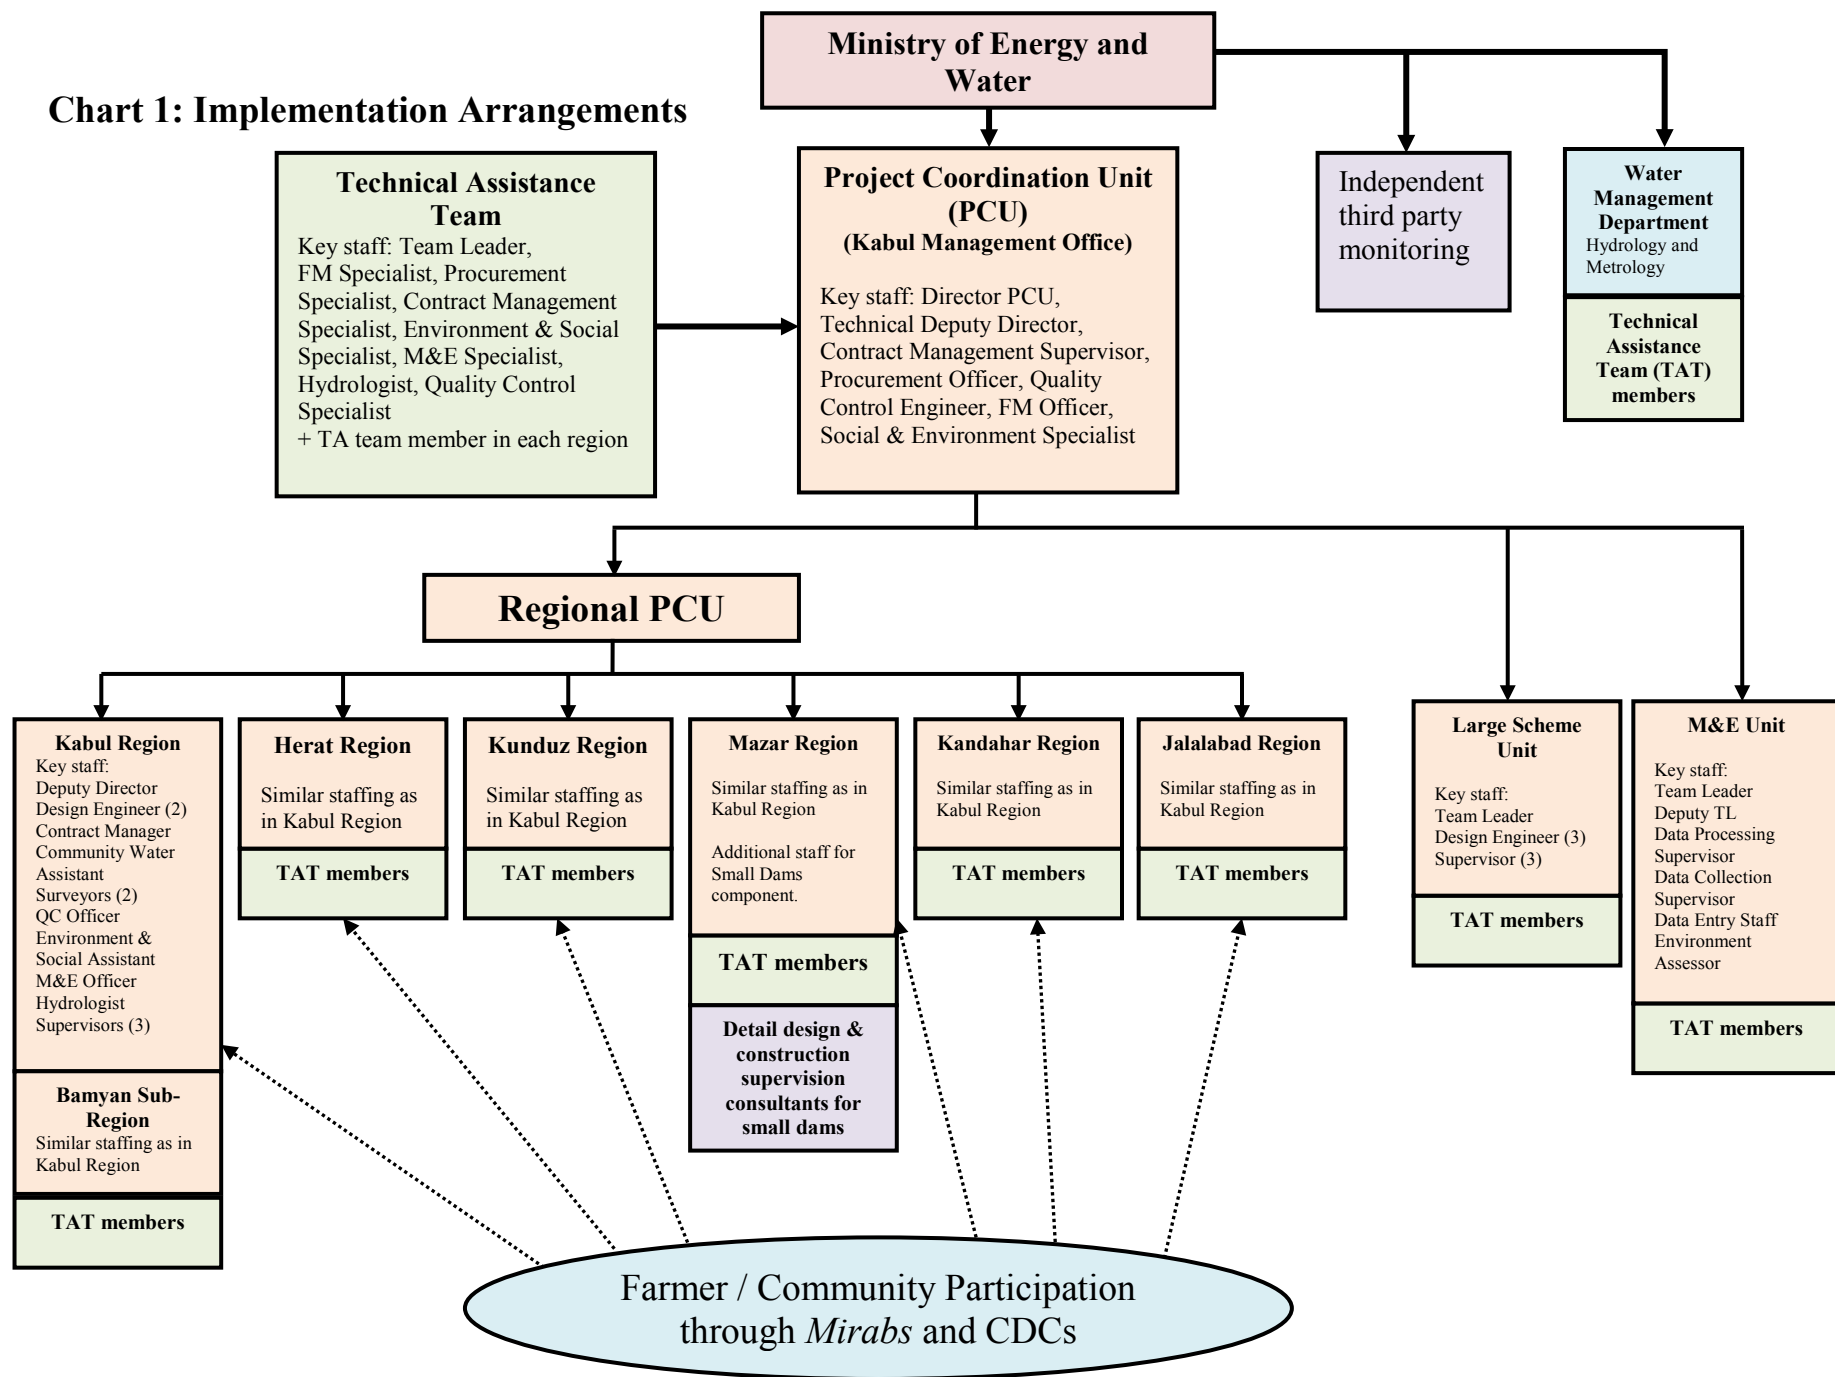 Ministry of Energy and
Water
Chart 1: Implementation Arrangements
Technical Assistance
Team
Key staff: Team Leader,
FM Specialist, Procurement
Specialist, Contract Management
Specialist, Environment & Social
Specialist, M&E Specialist,
Hydrologist, Quality Control
Specialist
+ TA team member in each region
Project Coordination Unit
(PCU)
(Kabul Management Office)
Key staff: Director PCU,
Technical Deputy Director,
Contract Management Supervisor,
Procurement Officer, Quality
Control Engineer, FM Officer,
Social & Environment Specialist
Independent
third party
monitoring
Water
Management
Department
Hydrology and
Metrology
Technical
Assistance
Team (TAT)
members
Regional PCU
Kabul Region
Key staff:
Deputy Director
Design Engineer (2)
Contract Manager
Community Water
Assistant
Surveyors (2)
QC Officer
Environment &
Social Assistant
M&E Officer
Hydrologist
Supervisors (3)
Bamyan Sub-
Region
Similar staffing as in
Kabul Region
TAT members
Herat Region
Similar staffing as
in Kabul Region
TAT members
Kunduz Region
Similar staffing as
in Kabul Region
TAT members
Mazar Region
Similar staffing as in
Kabul Region
Additional staff for
Small Dams
component.
TAT members
Detail design &
construction
supervision
consultants for
small dams
Kandahar Region
Similar staffing as in
Kabul Region
TAT members
Jalalabad Region
Similar staffing as in
Kabul Region
TAT members
Large Scheme
Unit
Key staff:
Team Leader
Design Engineer (3)
Supervisor (3)
TAT members
M&E Unit
Key staff:
Team Leader
Deputy TL
Data Processing
Supervisor
Data Collection
Supervisor
Data Entry Staff
Environment
Assessor
TAT members
Farmer / Community Participation
through Mirabs and CDCs